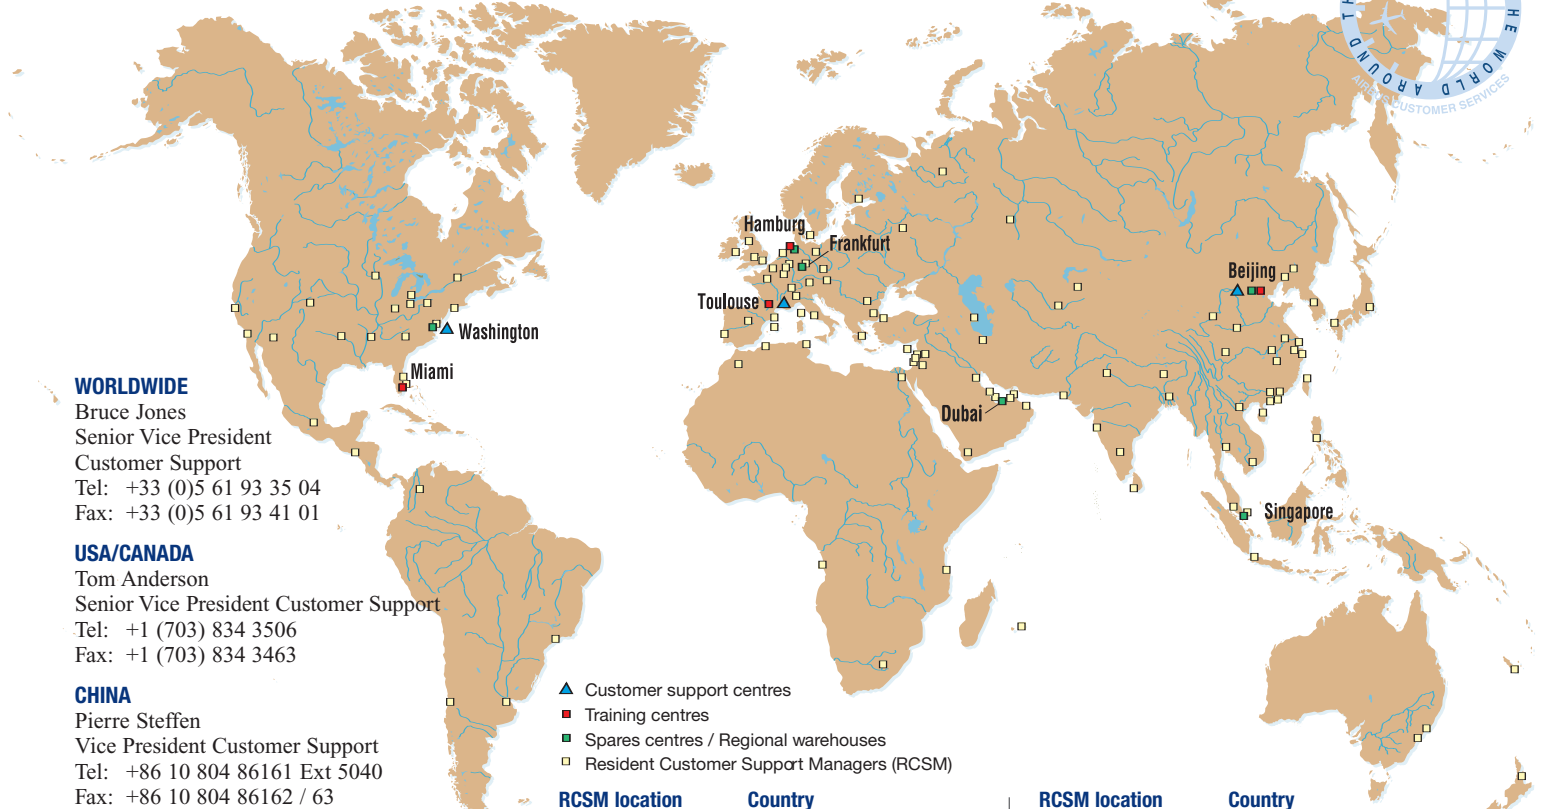 AROUND TH
HE WORLD
AIRBUS CUSTOMER SERVICES
Hamburg
Frankfurt
Beijing
Toulouse
Washington
Miami
Dubai
Singapore
WORLDWIDE
Bruce Jones
Senior Vice President
Customer Support
Tel: +33 (0)5 61 93 35 04
Fax: +33 (0)5 61 93 41 01
USA/CANADA
Tom Anderson
Senior Vice President Customer Support
Tel: +1 (703) 834 3506
Fax: +1 (703) 834 3463
CHINA
Pierre Steffen
Vice President Customer Support
Tel: +86 10 804 86161 Ext 5040
Fax: +86 10 804 86162 / 63
Customer support centres
Training centres
Spares centres / Regional warehouses
Resident Customer Support Managers (RCSM)
RCSM location Country
RCSM location Country